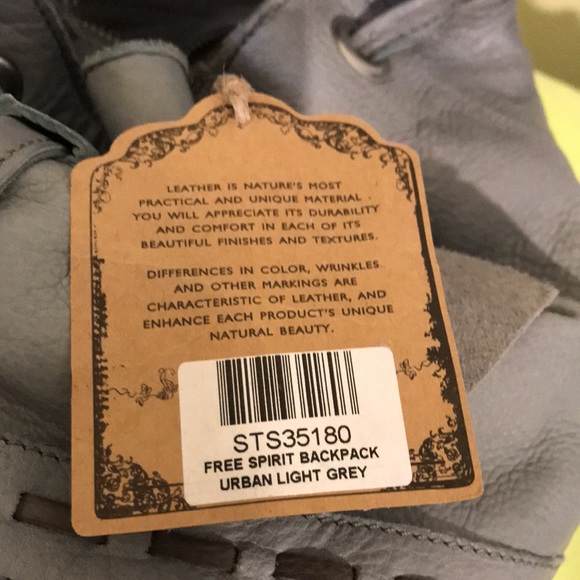 LEATHER IS NATURE'S MOST
PRACTICAL AND UNIQUE MATERIAL .
YOU WILL APPRECIATE ITS DURABILITY
AND COMFORT IN EACH OF ITS
BEAUTIFUL FINISHES AND TEXTURES.
DIFFERENCES IN COLOR, WRINKLES
AND OTHER MARKINGS ARE
CHARACTERISTIC OF LEATHER, AND
ENHANCE EACH PRODUCT'S UNIQUE
NATURAL BEAUTY.
STS35180
FREE SPIRIT BACKPACK
URBAN LIGHT GREY